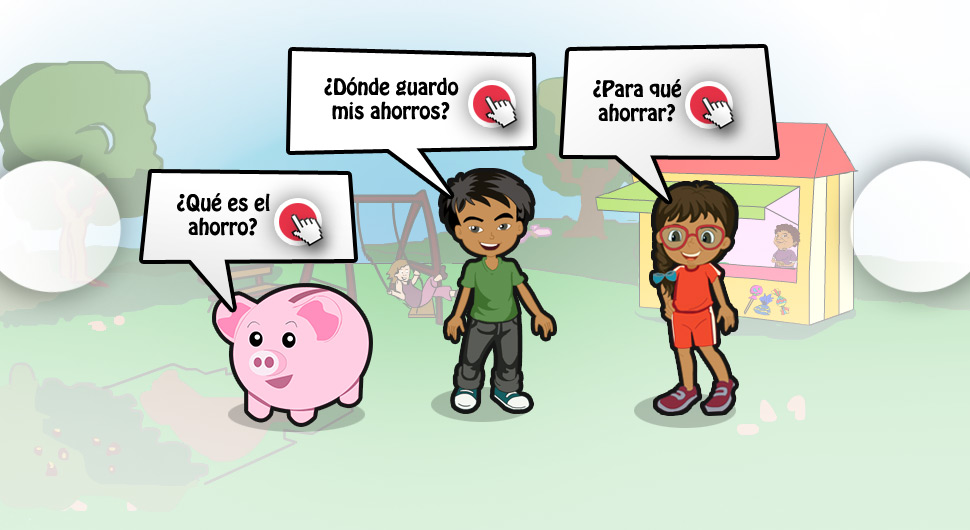 ¿Qué es el
ahorro?
¿Dónde guardo
mis ahorros?
¿Para qué
ahorrar?